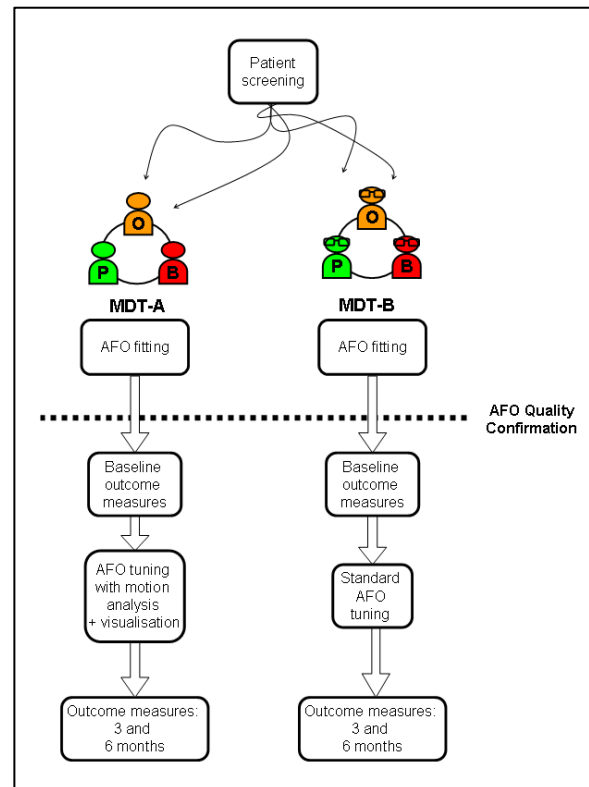 Patient
screening
O
P
B
O
P
B
MDT-A
MDT-B
AFO fitting
AFO fitting
AFO Quality
Confirmation
Baseline
outcome
measures
Baseline
outcome
measures
AFO tuning
with motion
analysis
+ visualisation
Standard
AFO
tuning
Outcome measures:
3 and
6 months
Outcome measures:
3 and
6 months